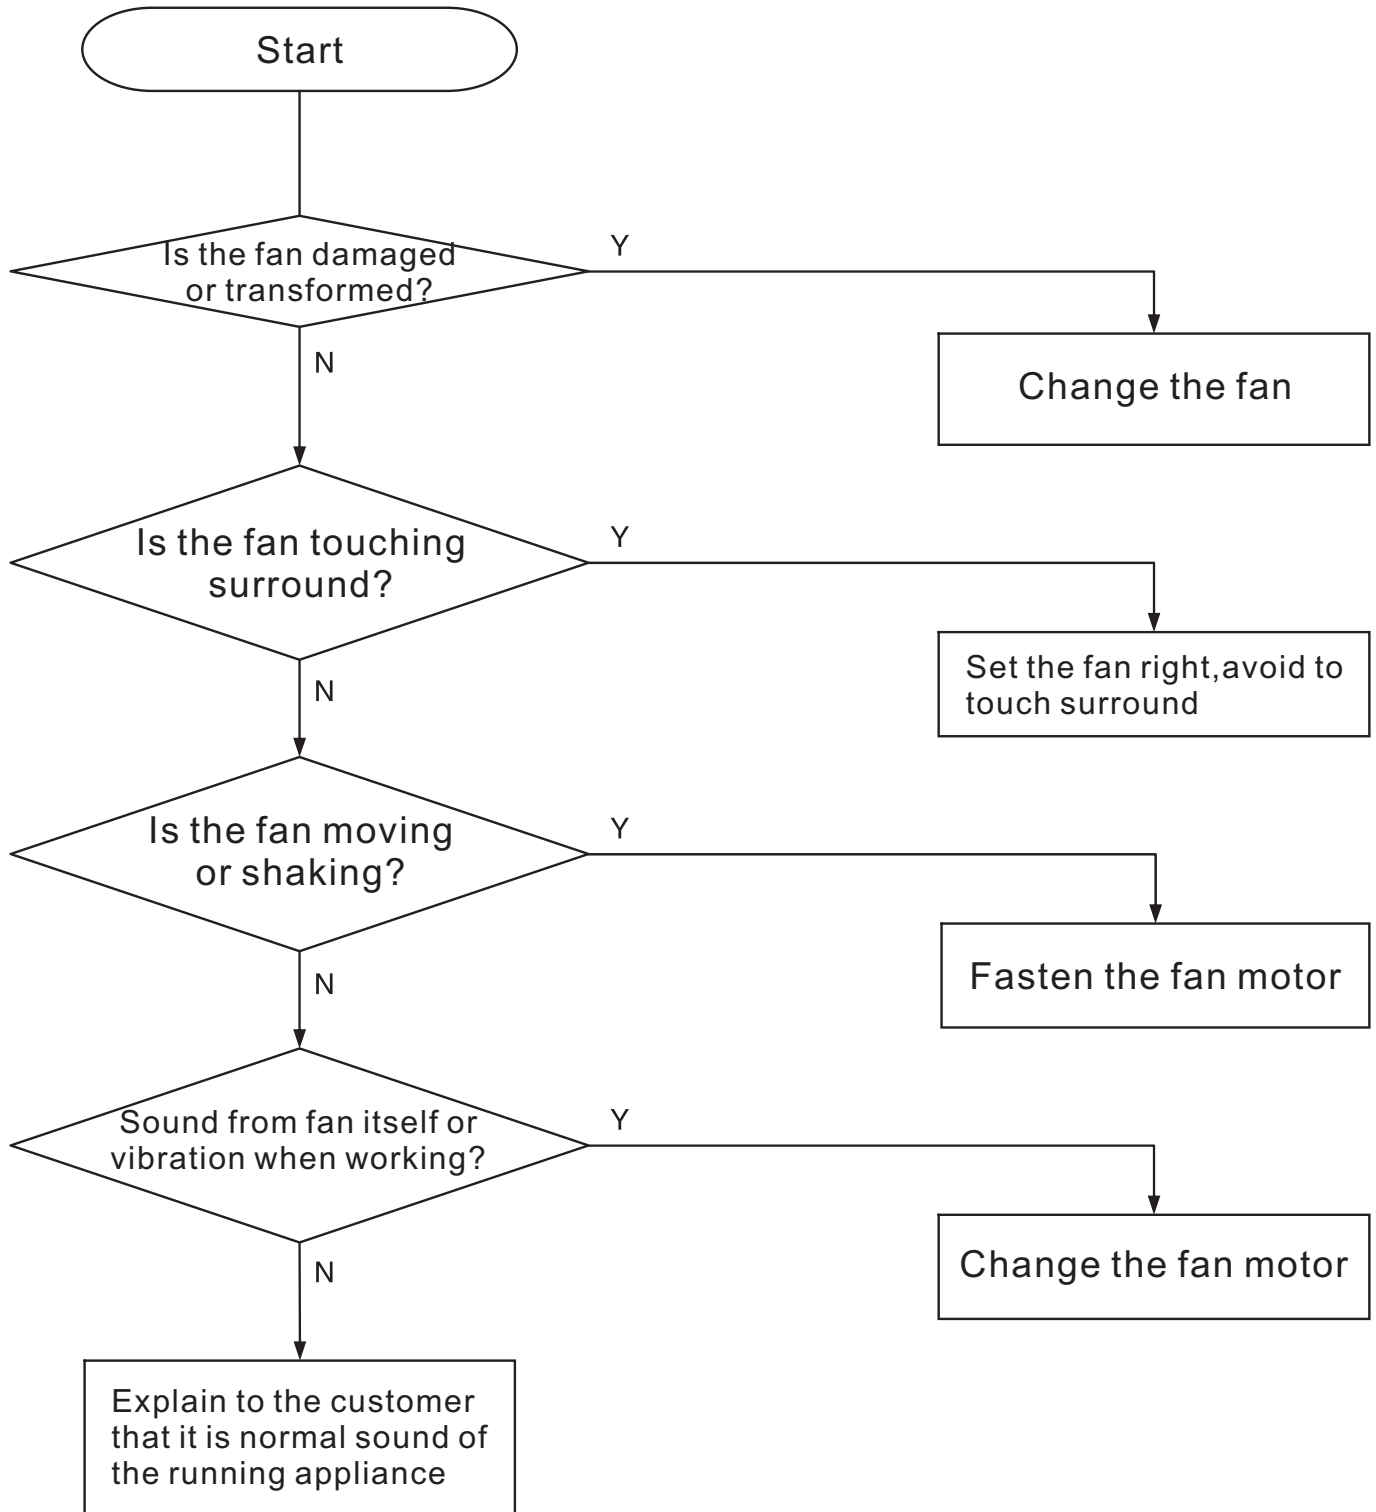 Start
Is the fan damaged
or transformed?
Y
N
Change the fan
Is the fan touching
surround?
Y
N
Set the fan right,avoid to
touch surround
Is the fan moving
or shaking?
Y
N
Fasten the fan motor
Sound from fan itself or
vibration when working?
Y
N
Change the fan motor
Explain to the customer
that it is normal sound of
the running appliance